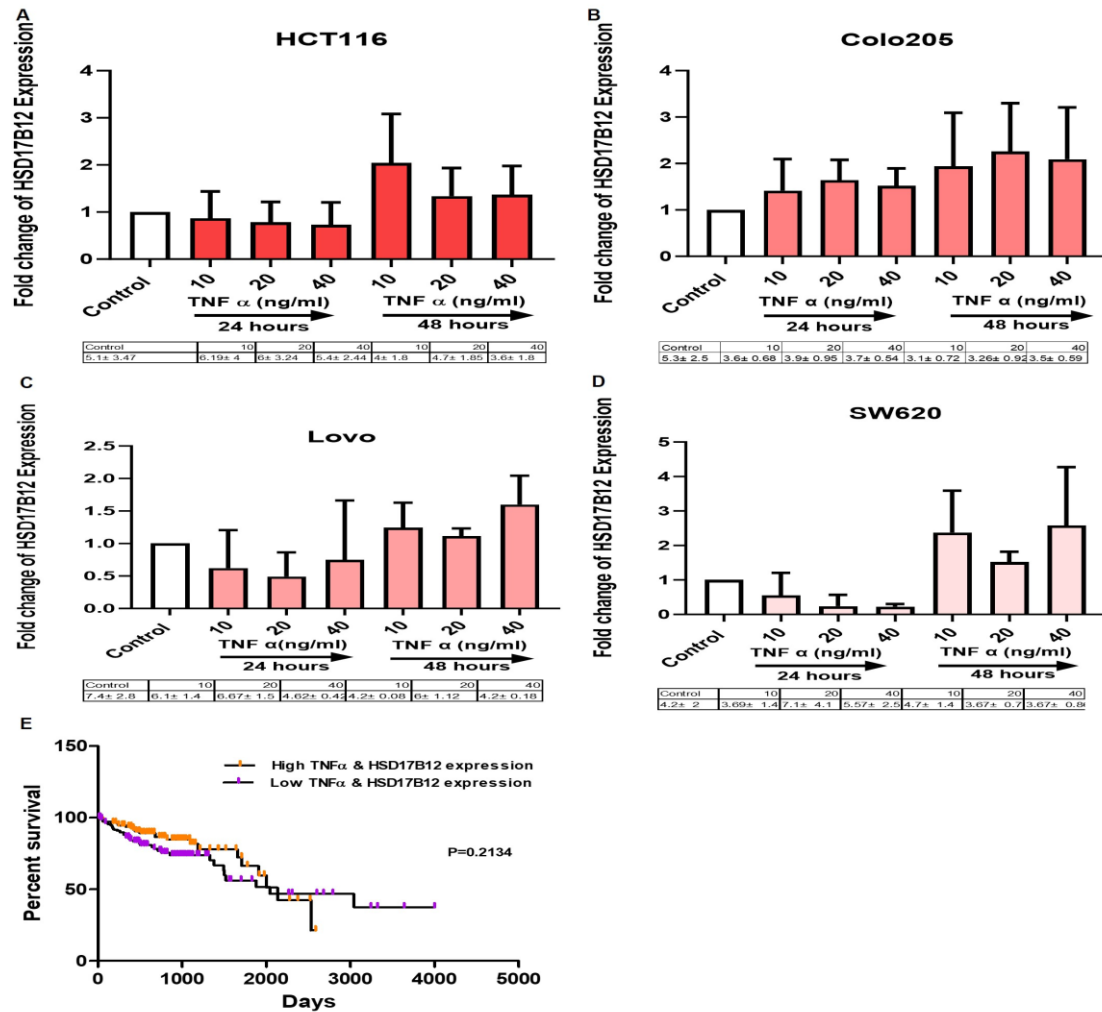 A
HCT116
Fold change of HSD17B12 Expression
4
3
2
1
0
Control
10
20
40
10
20
40
TNF α (ng/ml)
TNF α (ng/ml)
24 hours
48 hours
Control 10 20 40 10 20 40
5.1± 3.47 6.19± 4 6± 3.24 5.4± 2.44 4± 1.8 4.7± 1.85 3.6± 1.8
B
Colo205
Fold change of HSD17B12 Expression
4
3
2
1
0
Control
10
20
40
10
20
40
TNF α (ng/ml)
TNF α (ng/ml)
24 hours
48 hours
Control 10 20 40 10 20 40
5.3± 2.5 3.6± 0.68 3.9± 0.95 3.7± 0.54 3.1± 0.72 3.26± 0.92 3.5± 0.59
C
Lovo
Fold change of HSD17B12 Expression
2.5
2.0
1.5
1.0
0.5
0.0
Control
10
20
40
10
20
40
TNF α(ng/ml)
TNF α (ng/ml)
24 hours
48 hours
Control 10 20 40 10 20 40
7.4± 2.8 6.1± 1.4 6.67± 1.5 4.62± 0.42 4.2± 0.08 6± 1.12 4.2± 0.18
D
SW620
Fold change of HSD17B12 Expression
5
4
3
2
1
0
Control
10
20
40
10
20
40
TNF α (ng/ml)
TNF α (ng/ml)
24 hours
48 hours
Control 10 20 40 10 20 40
4.2± 2 3.69± 1.4 7.1± 4.1 5.57± 2.5 4.7± 1.4 3.67± 0.7 3.67±
E
Percent survival
150
100
50
0
High TNFα & HSD17B12 expression
Low TNFα & HSD17B12 expression
P=0.2134
0 1000 2000 3000 4000 5000
Days